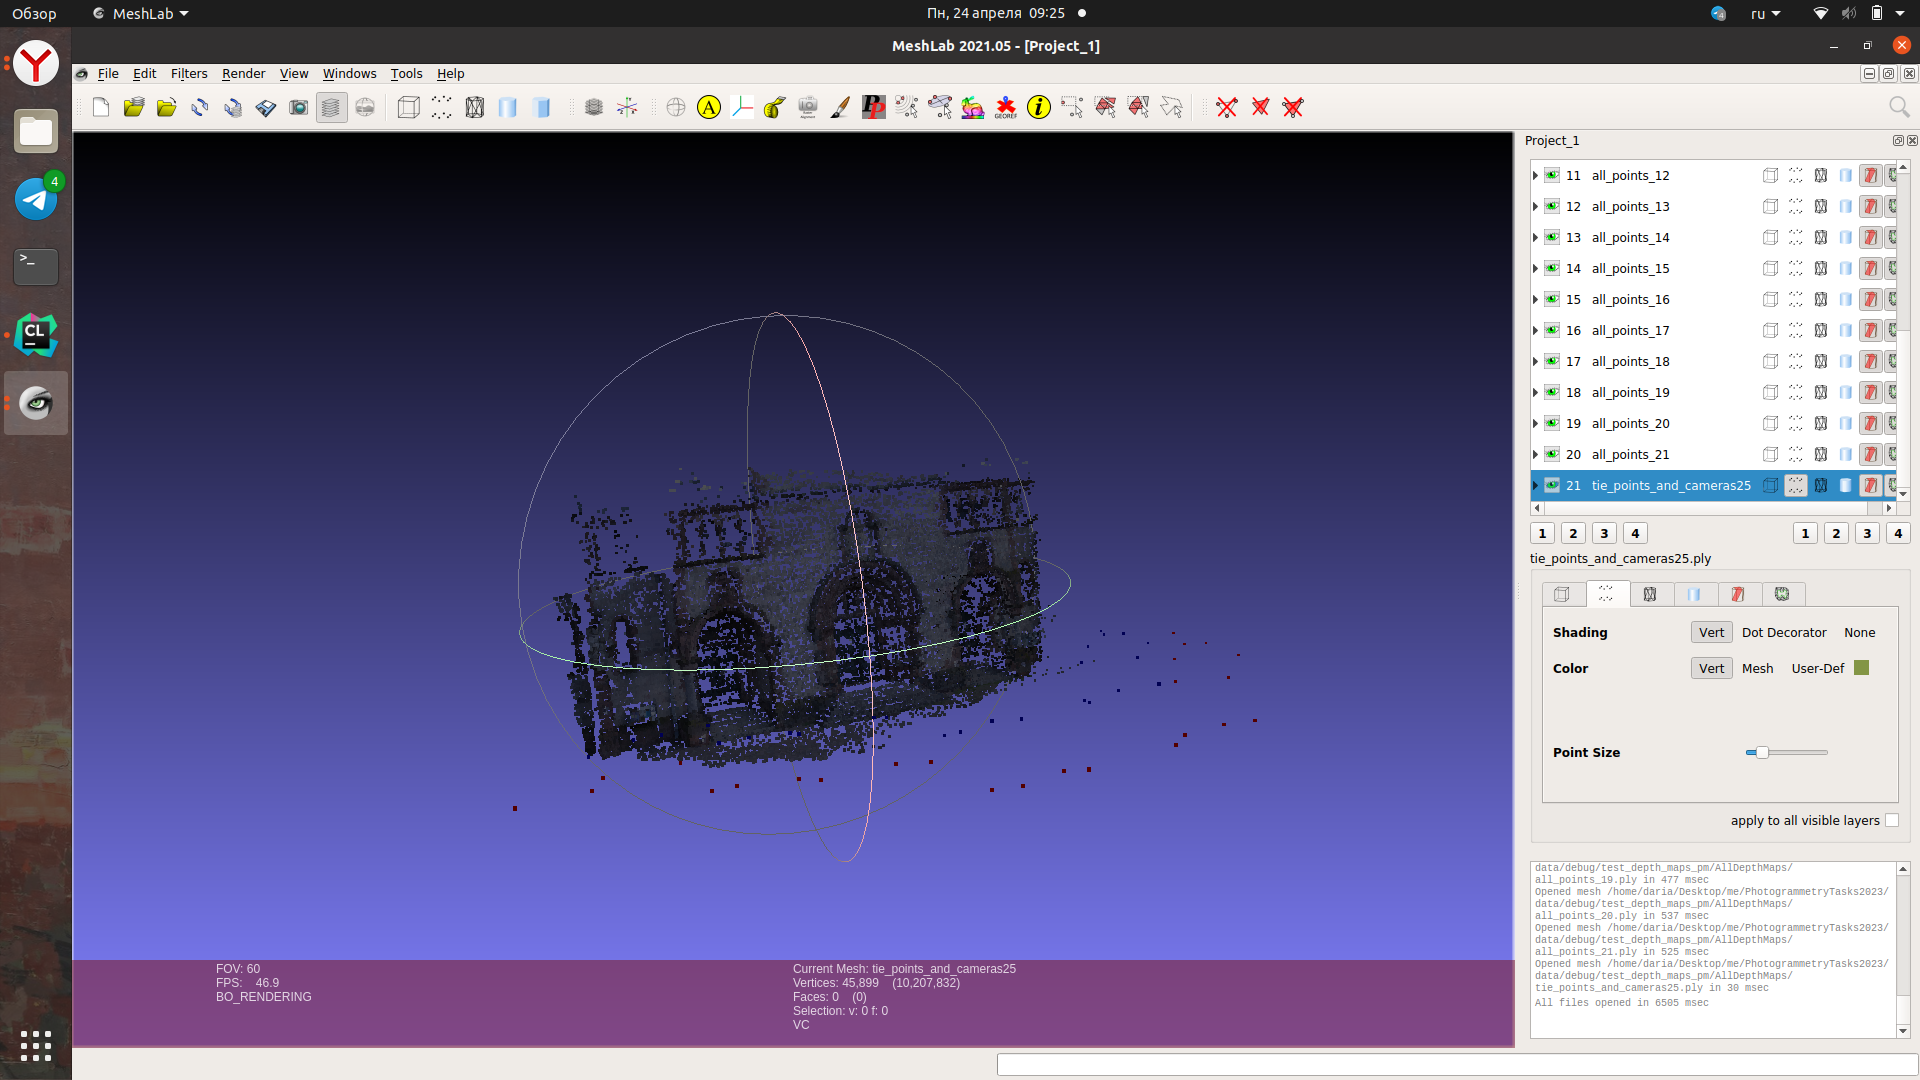 Обзор MeshLab Пн, 24 апреля 09:25 ru
MeshLab 2021.05 - [Project_1]
File Edit Filters Render View Windows Tools Help
A PP GEOREF i
4
>_
CL
Project_1
11 all_points_12
12 all_points_13
13 all_points_14
14 all_points_15
15 all_points_16
16 all_points_17
17 all_points_18
18 all_points_19
19 all_points_20
20 all_points_21
21 tie_points_and_cameras25
1 2 3 4 1 2 3 4
tie_points_and_cameras25.ply
Shading Vert Dot Decorator None
Color Vert Mesh User-Def
Point Size
apply to all visible layers
data/debug/test_depth_maps_pm/AllDepthMaps/
all_points_19.ply in 477 msec
Opened mesh /home/daria/Desktop/me/PhotogrammetryTasks2023/
data/debug/test_depth_maps_pm/AllDepthMaps/
all_points_20.ply in 537 msec
Opened mesh /home/daria/Desktop/me/PhotogrammetryTasks2023/
data/debug/test_depth_maps_pm/AllDepthMaps/
all_points_21.ply in 525 msec
Opened mesh /home/daria/Desktop/me/PhotogrammetryTasks2023/
data/debug/test_depth_maps_pm/AllDepthMaps/
tie_points_and_cameras25.ply in 30 msec
All files opened in 6505 msec
FOV: 60
FPS: 46.9
BO_RENDERING
Current Mesh: tie_points_and_cameras25
Vertices: 45,899 (10,207,832)
Faces: 0 (0)
Selection: v: 0 f: 0
VC